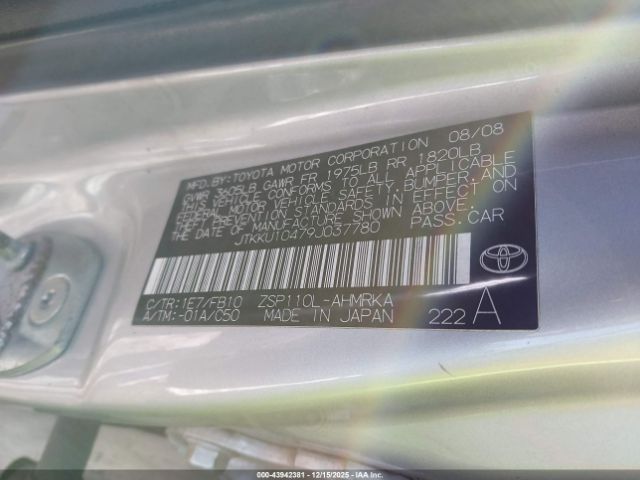 MFD.BY:TOYOTA MOTOR CORPORATION 08/08
GVWR 3605LB GAWR FR 1975LB RR 1820LB
THIS VEHICLE CONFORMS TO ALL APPLICABLE
FEDERAL MOTOR VEHICLE SAFETY,BUMPER,AND
THEFT PREVENTION STANDARDS IN EFFECT ON
THE DATE OF MANUFACTURE SHOWN ABOVE.
JTKKU10479J037780 PASS.CAR
C/TR:1E7/FB10 ZSP110L-AHMRKA
A/TM:-01A/C50 MADE IN JAPAN 222 A
000-43942381 - 12/15/2025 - IAA Inc.